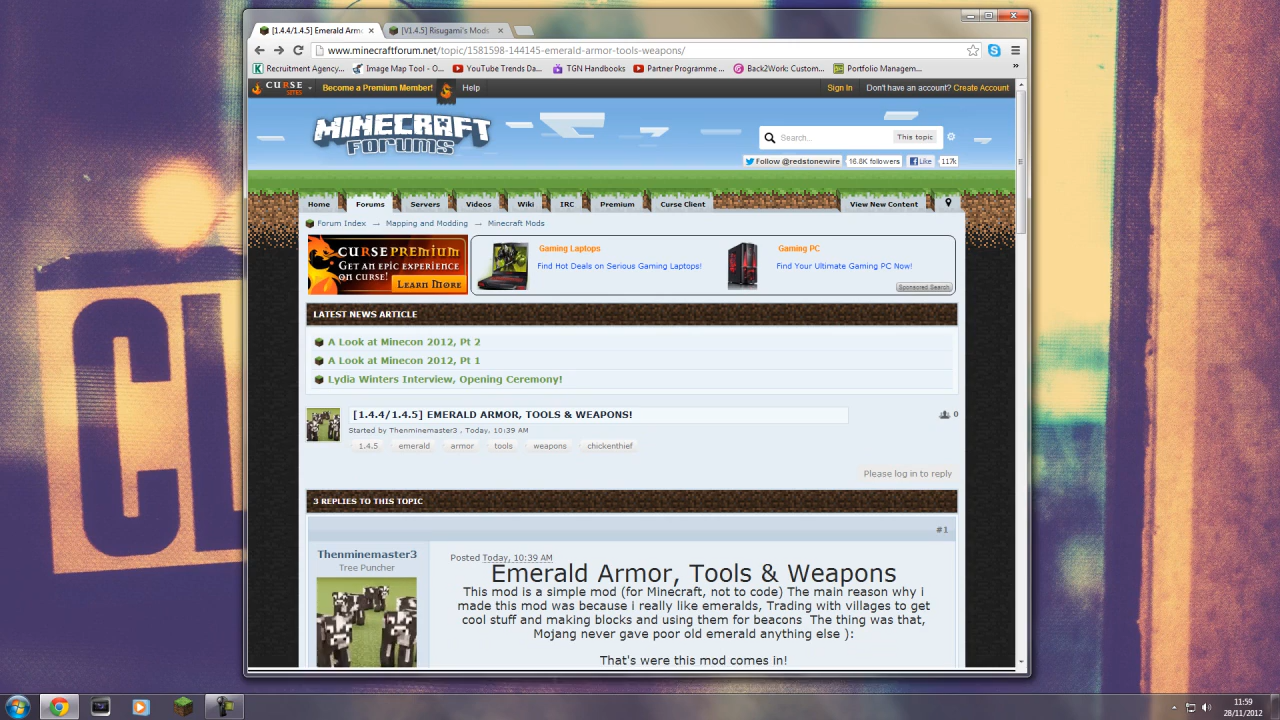 [1.4.4/1.4.5] Emerald Arm
[V1.4.5] Risugami's Mods
www.minecraftforum.net/topic/1581598-144145-emerald-armor-tools-weapons/
Recruitment Agency...
Image Map Tool - O...
YouTube Trends Da...
TGN Handbooks
Partner Programme ...
Back2Work: Custom...
Portfolio Managem...
»
CURSE SITES
Become a Premium Member!
Help
Sign In
Don't have an account? Create Account
MINECRAFT
FORUMS
Search...
This topic
Follow @redstonewire
16.8K followers
Like
117k
Home
Forums
Servers
Videos
Wiki
IRC
Premium
Curse Client
View New Content
Forum Index → Mapping and Modding → Minecraft Mods
CURSE PREMIUM
GET AN EPIC EXPERIENCE
ON CURSE!
LEARN MORE
Gaming Laptops
Find Hot Deals on Serious Gaming Laptops!
Gaming PC
Find Your Ultimate Gaming PC Now!
Sponsored Search
LATEST NEWS ARTICLE
A Look at Minecon 2012, Pt 2
A Look at Minecon 2012, Pt 1
Lydia Winters Interview, Opening Ceremony!
[1.4.4/1.4.5] EMERALD ARMOR, TOOLS & WEAPONS!
0
Started by Thenminemaster3 , Today, 10:39 AM
1.4.5
emerald
armor
tools
weapons
chickenthief
Please log in to reply
3 REPLIES TO THIS TOPIC
#1
Thenminemaster3
Tree Puncher
Posted Today, 10:39 AM
Emerald Armor, Tools & Weapons
This mod is a simple mod (for Minecraft, not to code) The main reason why i
made this mod was because i really like emeralds, Trading with villages to get
cool stuff and making blocks and using them for beacons The thing was that,
Mojang never gave poor old emerald anything else ):
That's were this mod comes in!
11:59
28/11/2012